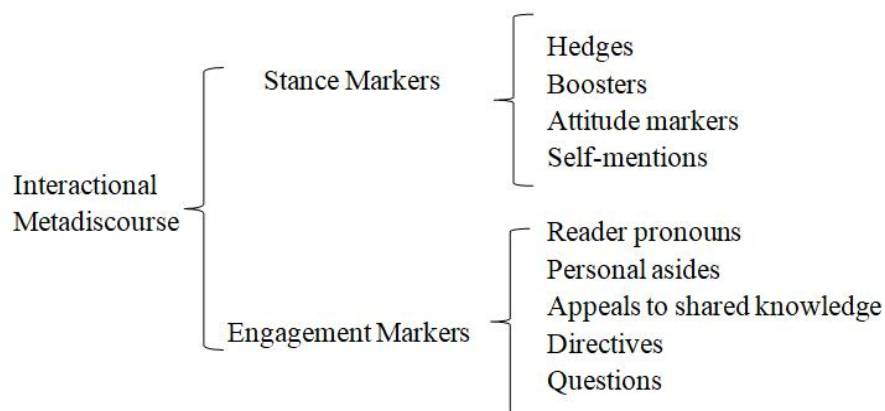 Interactional
Metadiscourse
Stance Markers
Hedges
Boosters
Attitude markers
Self-mentions
Engagement Markers
Reader pronouns
Personal asides
Appeals to shared knowledge
Directives
Questions